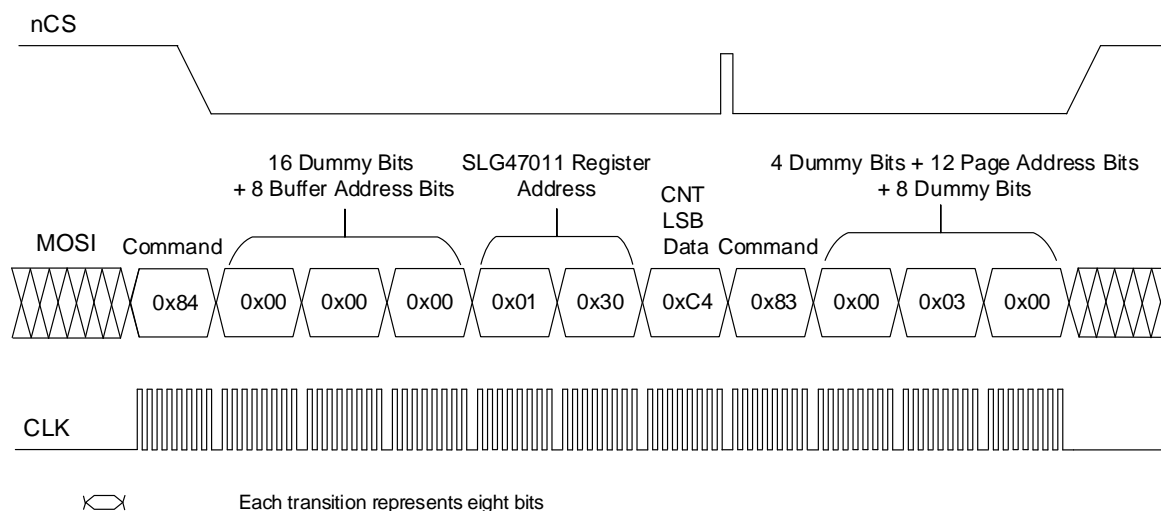 nCS
16 Dummy Bits
+ 8 Buffer Address Bits
SLG47011 Register
Address
CNT
LSB
Data
4 Dummy Bits + 12 Page Address Bits
+ 8 Dummy Bits
MOSI
Command
Command
0x84
0x00
0x00
0x00
0x01
0x30
0xC4
0x83
0x00
0x03
0x00
CLK
Each transition represents eight bits